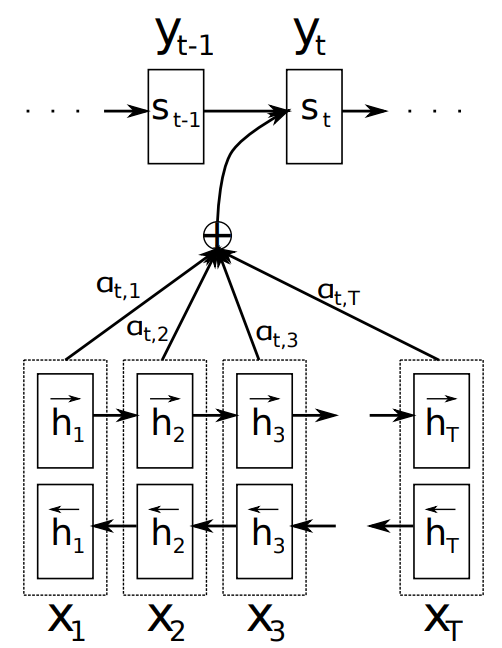 y_{t-1} y_t
. . . s_{t-1} s_t . . .
a_{t,1} a_{t,2} a_{t,3} a_{t,T}
\overrightarrow{h}_1 \overrightarrow{h}_2 \overrightarrow{h}_3 \overrightarrow{h}_T
\overleftarrow{h}_1 \overleftarrow{h}_2 \overleftarrow{h}_3 \overleftarrow{h}_T
x_1 x_2 x_3 x_T